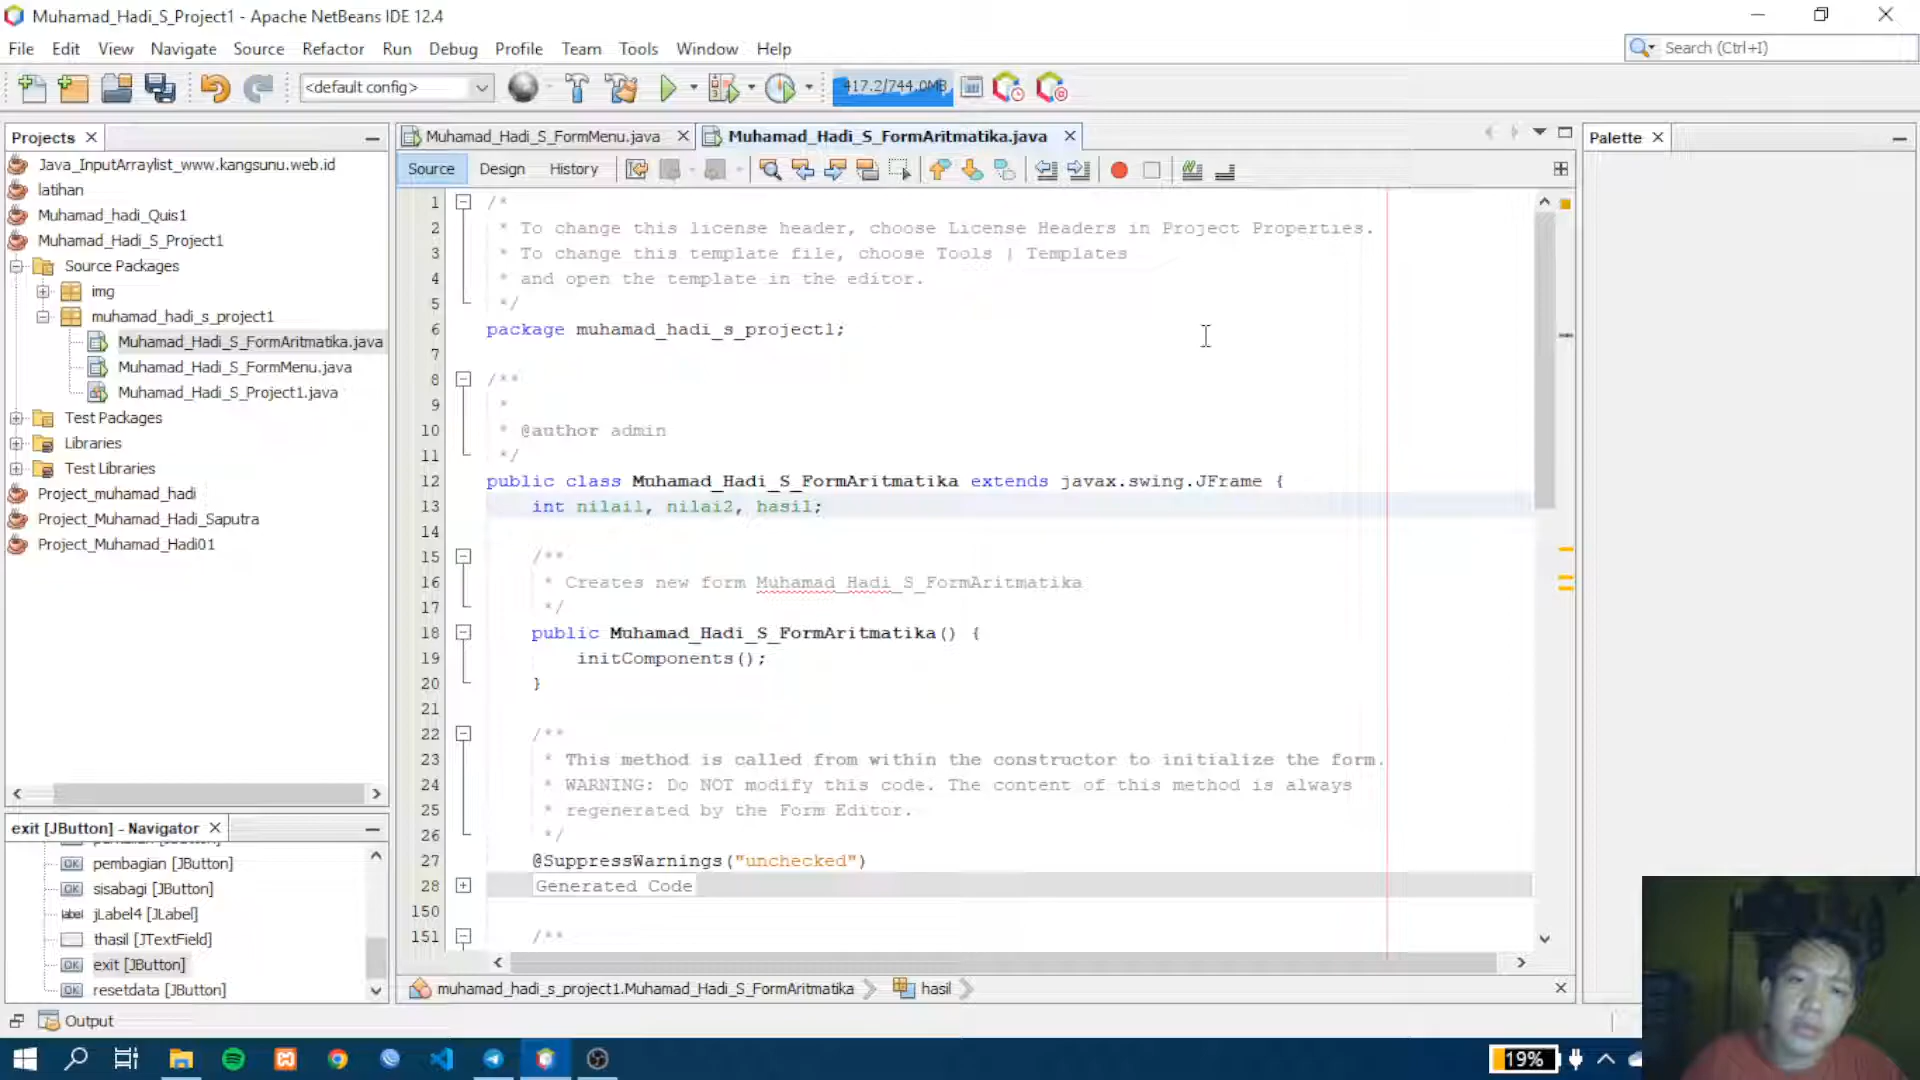 Muhamad_Hadi_S_Project1 - Apache NetBeans IDE 12.4
File Edit View Navigate Source Refactor Run Debug Profile Team Tools Window Help
Search (Ctrl+I)
<default config>
417.2/744.0MB
Projects
Java_InputArraylist_www.kangsunu.web.id
latihan
Muhamad_hadi_Quis1
Muhamad_Hadi_S_Project1
Source Packages
img
muhamad_hadi_s_project1
Muhamad_Hadi_S_FormAritmatika.java
Muhamad_Hadi_S_FormMenu.java
Muhamad_Hadi_S_Project1.java
Test Packages
Libraries
Test Libraries
Project_muhamad_hadi
Project_Muhamad_Hadi_Saputra
Project_Muhamad_Hadi01
exit [JButton] - Navigator
pembagian [JButton]
sisabagi [JButton]
label jLabel4 [JLabel]
thasil [JTextField]
exit [JButton]
resetdata [JButton]
Muhamad_Hadi_S_FormMenu.java Muhamad_Hadi_S_FormAritmatika.java
Source Design History
1 /*
2 * To change this license header, choose License Headers in Project Properties.
3 * To change this template file, choose Tools | Templates
4 * and open the template in the editor.
5 */
6 package muhamad_hadi_s_project1;
7
8 /**
9 *
10 * @author admin
11 */
12 public class Muhamad_Hadi_S_FormAritmatika extends javax.swing.JFrame {
13 int nilai1, nilai2, hasil;
14
15 /**
16 * Creates new form Muhamad_Hadi_S_FormAritmatika
17 */
18 public Muhamad_Hadi_S_FormAritmatika() {
19 initComponents();
20 }
21
22 /**
23 * This method is called from within the constructor to initialize the form.
24 * WARNING: Do NOT modify this code. The content of this method is always
25 * regenerated by the Form Editor.
26 */
27 @SuppressWarnings("unchecked")
28 Generated Code
150
151 /**
muhamad_hadi_s_project1.Muhamad_Hadi_S_FormAritmatika hasil
Palette
Output
19%